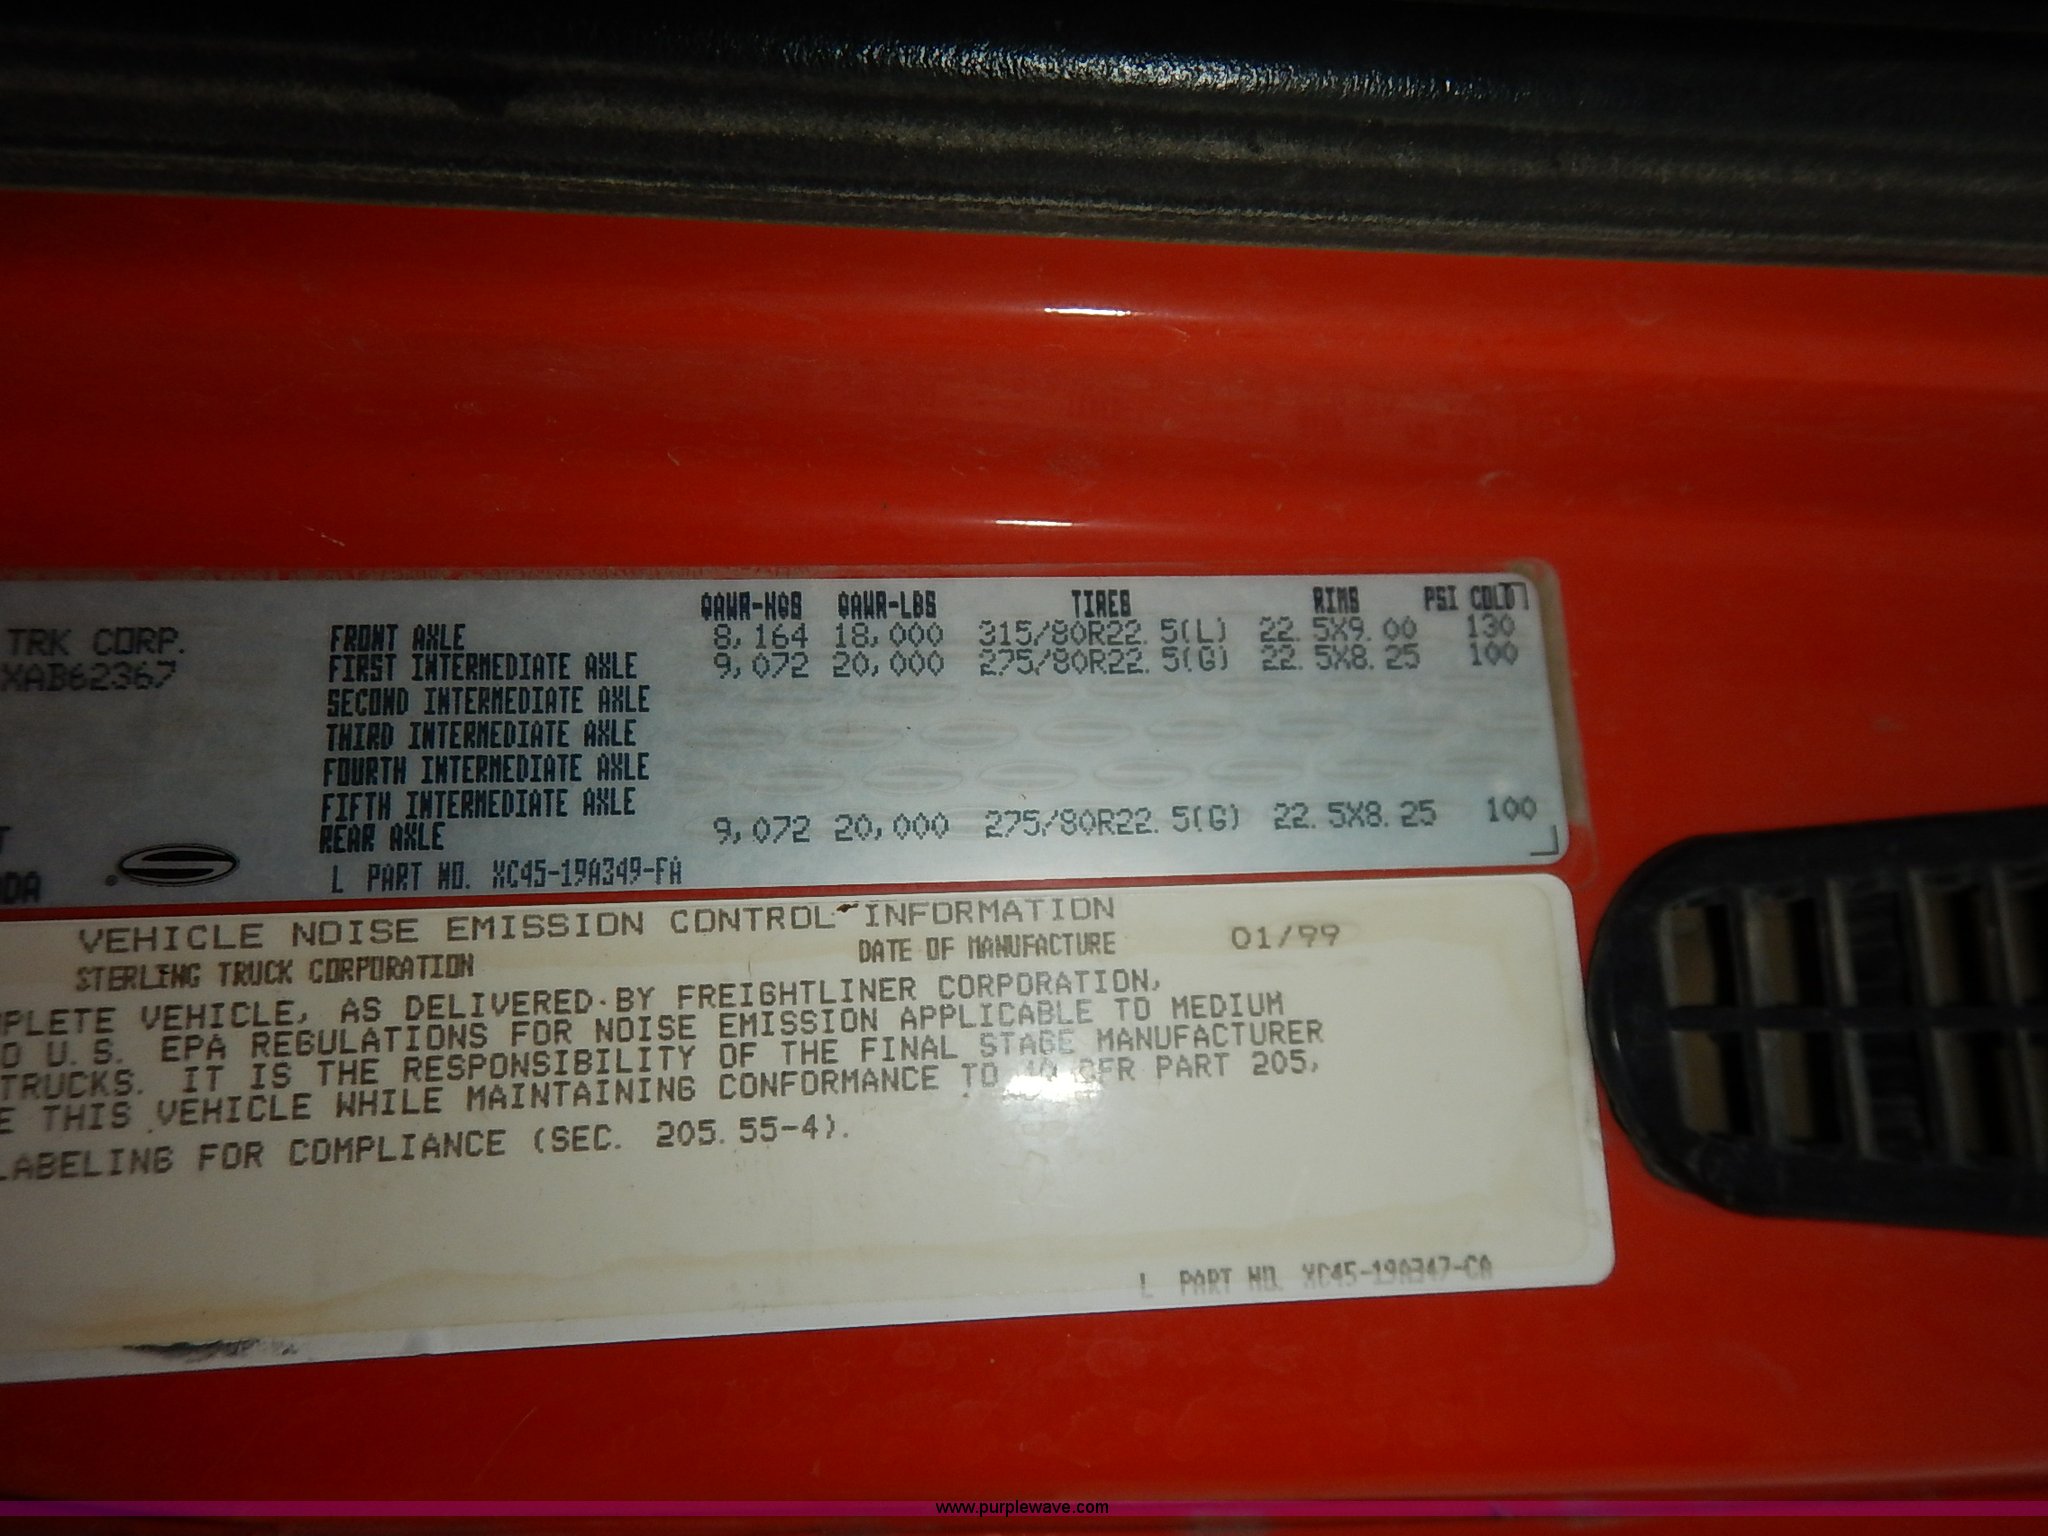 GAWR-KGS GAWR-LBS TIRES RIMS PSI COLD
TRK CORP. FRONT AXLE 8,164 18,000 315/80R22.5(L) 22.5X9.00 130
XAB62367 FIRST INTERMEDIATE AXLE 9,072 20,000 275/80R22.5(G) 22.5X8.25 100
SECOND INTERMEDIATE AXLE
THIRD INTERMEDIATE AXLE
FOURTH INTERMEDIATE AXLE
FIFTH INTERMEDIATE AXLE
REAR AXLE 9,072 20,000 275/80R22.5(G) 22.5X8.25 100
DA L PART NO. XC45-19A349-FA
VEHICLE NOISE EMISSION CONTROL INFORMATION
STERLING TRUCK CORPORATION DATE OF MANUFACTURE 01/99
PLETE VEHICLE, AS DELIVERED BY FREIGHTLINER CORPORATION,
O U.S. EPA REGULATIONS FOR NOISE EMISSION APPLICABLE TO MEDIUM
TRUCKS. IT IS THE RESPONSIBILITY OF THE FINAL STAGE MANUFACTURER
E THIS VEHICLE WHILE MAINTAINING CONFORMANCE TO 40 CFR PART 205,
LABELING FOR COMPLIANCE (SEC. 205.55-4).
L PART NO. XC45-19A347-CA
www.purplewave.com